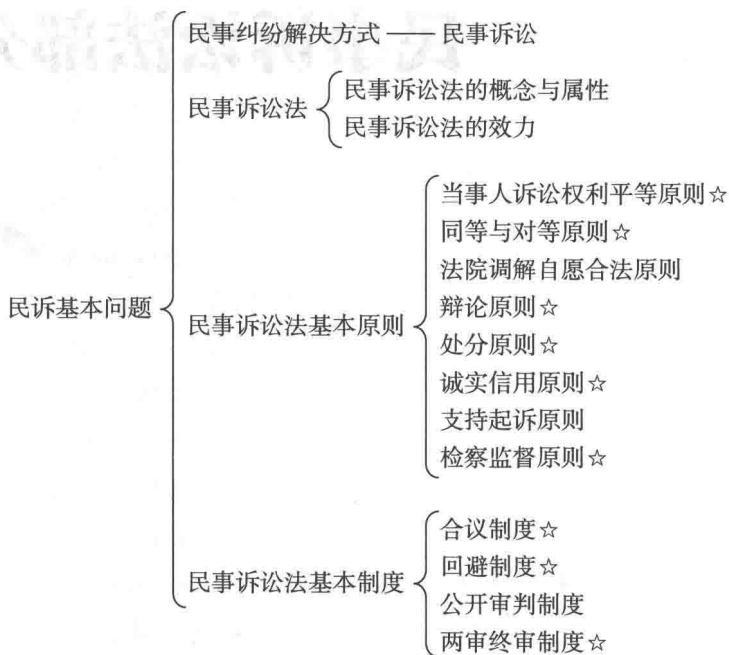 民事纠纷解决方式 —— 民事诉讼
民事诉讼法
民事诉讼法的概念与属性
民事诉讼法的效力
民诉基本问题
民事诉讼法基本原则
当事人诉讼权利平等原则☆
同等与对等原则☆
法院调解自愿合法原则
辩论原则☆
处分原则☆
诚实信用原则☆
支持起诉原则
检察监督原则☆
民事诉讼法基本制度
合议制度☆
回避制度☆
公开审判制度
两审终审制度☆